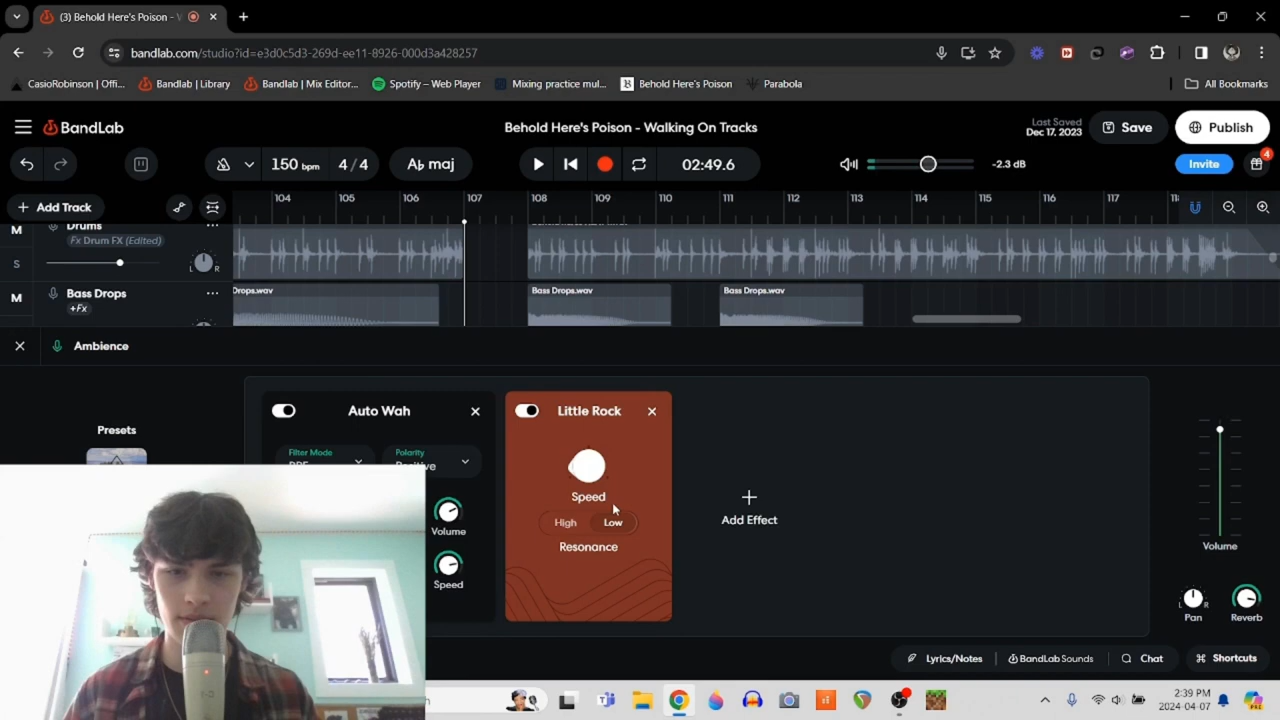 (3) Behold Here's Poison - 
bandlab.com/studio?id=e3d0c5d3-269d-ee11-8926-000d3a428257
CasioRobinson | Offi...
Bandlab | Library
Bandlab | Mix Editor...
Spotify – Web Player
Mixing practice mul...
Behold Here's Poison
Parabola
All Bookmarks
BandLab
Behold Here's Poison - Walking On Tracks
Last Saved
Dec 17, 2023
Save
Publish
150 bpm
4 / 4
A♭ maj
02:49.6
-2.3 dB
Invite
4
+ Add Track
104
105
106
107
108
109
110
111
112
113
114
115
116
117
M
Drums
Fx Drum FX (Edited)
S
L
R
M
Bass Drops
+Fx
Drops.wav
Bass Drops.wav
Bass Drops.wav
Ambience
Presets
Auto Wah
Filter Mode
Polarity
Positive
Volume
Speed
Little Rock
Speed
High
Low
Resonance
+
Add Effect
Volume
L
R
Pan
Reverb
Lyrics/Notes
BandLab Sounds
Chat
Shortcuts
2:39 PM
2024-04-07